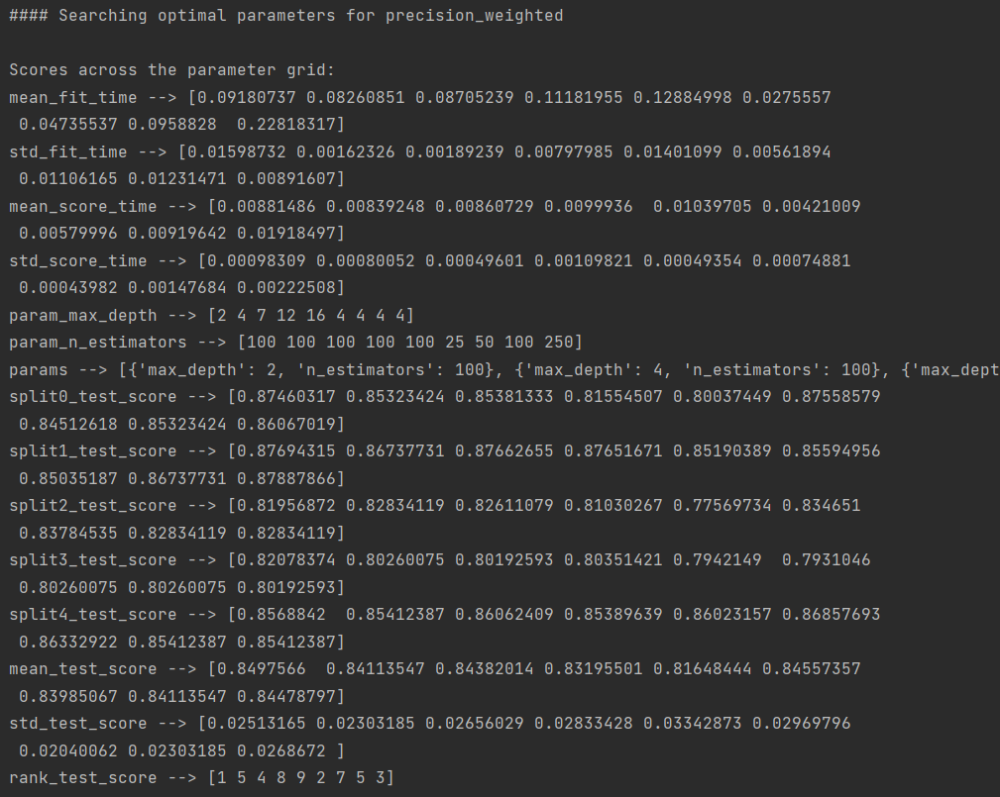 #### Searching optimal parameters for precision_weighted
Scores across the parameter grid:
mean_fit_time --> [0.09180737 0.08260851 0.08705239 0.11181955 0.12884998 0.0275557
 0.04735537 0.0958828  0.22818317]
std_fit_time --> [0.01598732 0.00162326 0.00189239 0.00797985 0.01401099 0.00561894
 0.01106165 0.01231471 0.00891607]
mean_score_time --> [0.00881486 0.00839248 0.00860729 0.0099936  0.01039705 0.00421009
 0.00579996 0.00919642 0.01918497]
std_score_time --> [0.00098309 0.00080052 0.00049601 0.00109821 0.00049354 0.00074881
 0.00043982 0.00147684 0.00222508]
param_max_depth --> [2 4 7 12 16 4 4 4 4]
param_n_estimators --> [100 100 100 100 100 25 50 100 250]
params --> [{'max_depth': 2, 'n_estimators': 100}, {'max_depth': 4, 'n_estimators': 100}, {'max_dept
split0_test_score --> [0.87460317 0.85323424 0.85381333 0.81554507 0.80037449 0.87558579
 0.84512618 0.85323424 0.86067019]
split1_test_score --> [0.87694315 0.86737731 0.87662655 0.87651671 0.85190389 0.85594956
 0.85035187 0.86737731 0.87887866]
split2_test_score --> [0.81956872 0.82834119 0.82611079 0.81030267 0.77569734 0.834651
 0.83784535 0.82834119 0.82834119]
split3_test_score --> [0.82078374 0.80260075 0.80192593 0.80351421 0.7942149  0.7931046
 0.80260075 0.80260075 0.80192593]
split4_test_score --> [0.8568842  0.85412387 0.86062409 0.85389639 0.86023157 0.86857693
 0.86332922 0.85412387 0.85412387]
mean_test_score --> [0.8497566  0.84113547 0.84382014 0.83195501 0.81648444 0.84557357
 0.83985067 0.84113547 0.84478797]
std_test_score --> [0.02513165 0.02303185 0.02656029 0.02833428 0.03342873 0.02969796
 0.02040062 0.02303185 0.0268672 ]
rank_test_score --> [1 5 4 8 9 2 7 5 3]